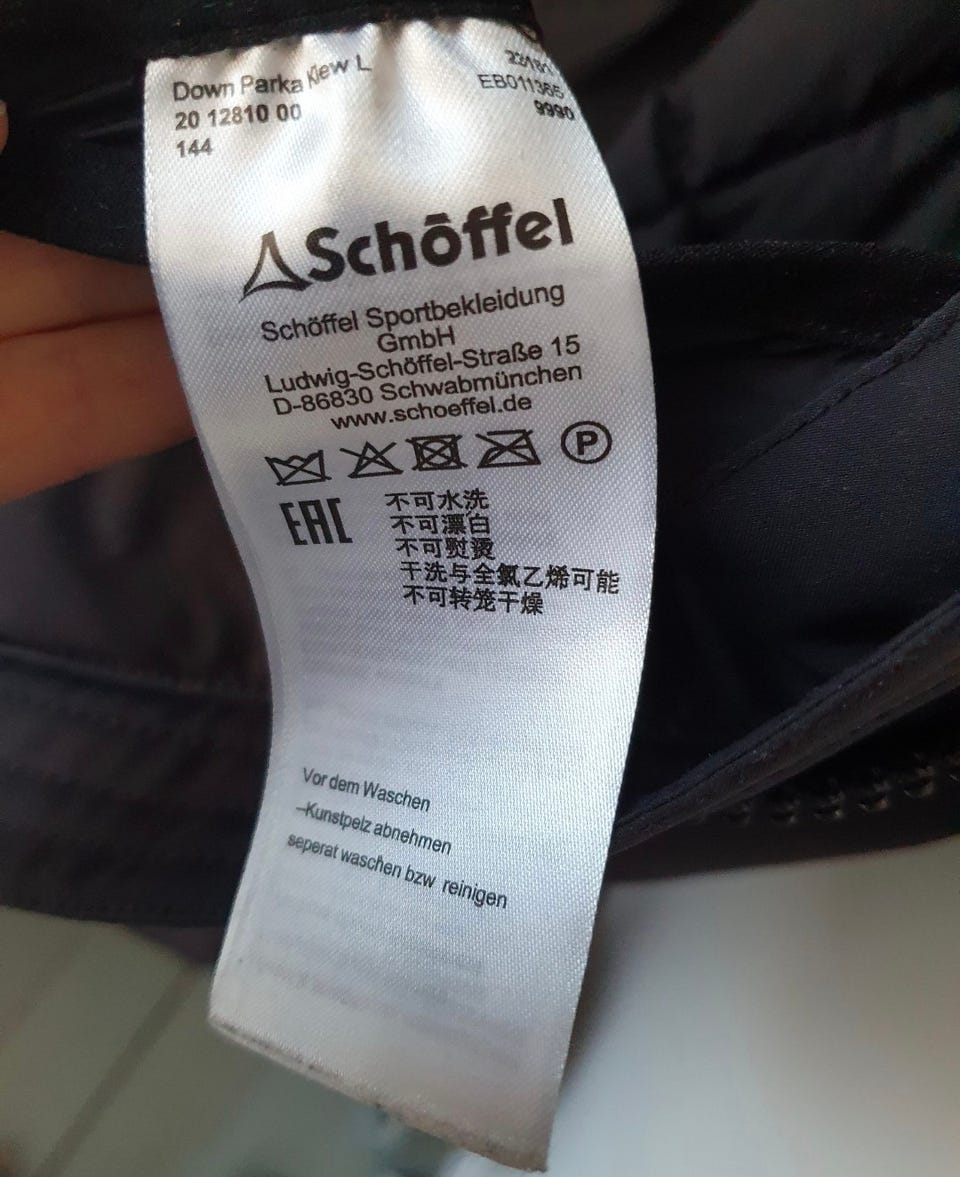 Down Parka Kiew L
20 12810 00
144
EB011365
9990
Schöffel
Schöffel Sportbekleidung
GmbH
Ludwig-Schöffel-Straße 15
D-86830 Schwabmünchen
www.schoeffel.de
P
EAC
不可水洗
不可漂白
不可熨烫
干洗与全氯乙烯可能
不可转笼干燥
Vor dem Waschen
–Kunstpelz abnehmen
seperat waschen bzw reinigen